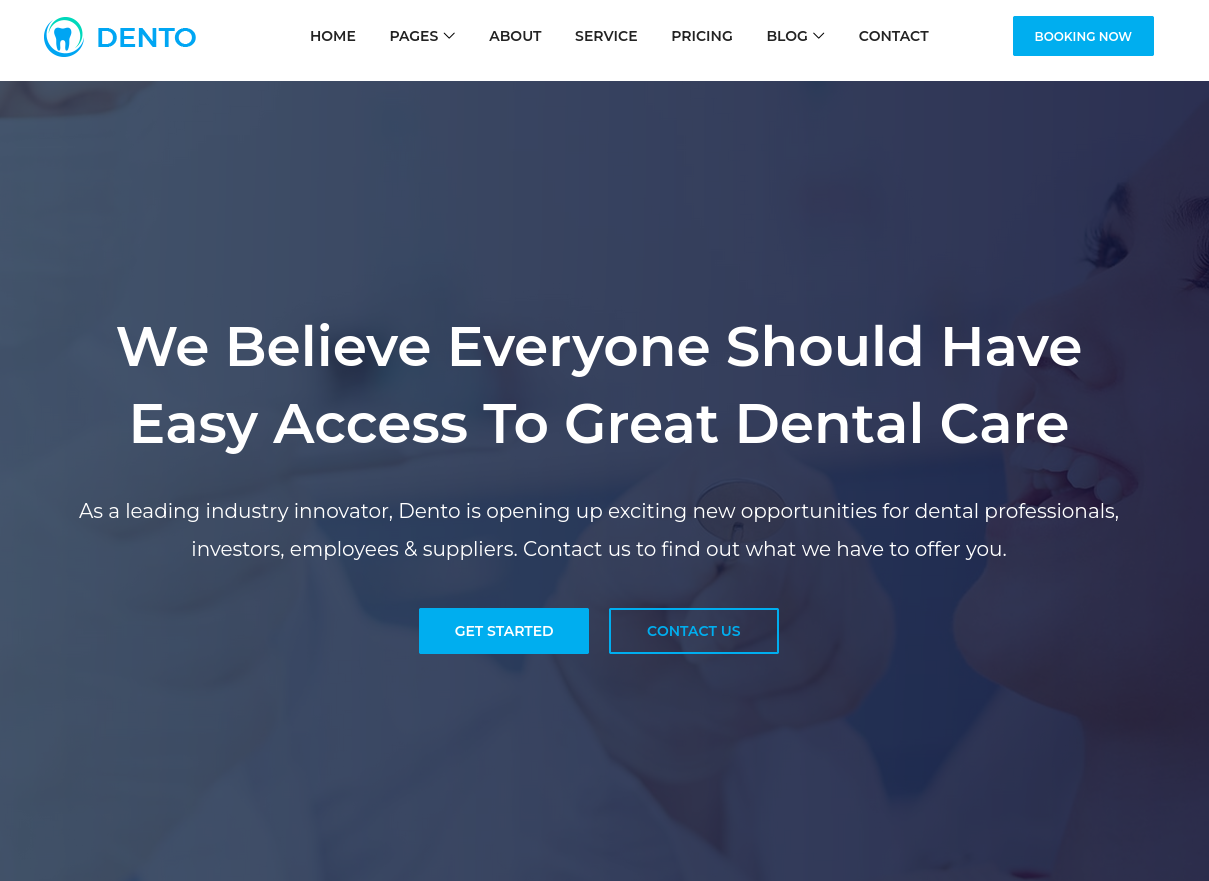 DENTO
HOME PAGES ABOUT SERVICE PRICING BLOG CONTACT
BOOKING NOW
We Believe Everyone Should Have
Easy Access To Great Dental Care
As a leading industry innovator, Dento is opening up exciting new opportunities for dental professionals,
investors, employees & suppliers. Contact us to find out what we have to offer you.
GET STARTED
CONTACT US